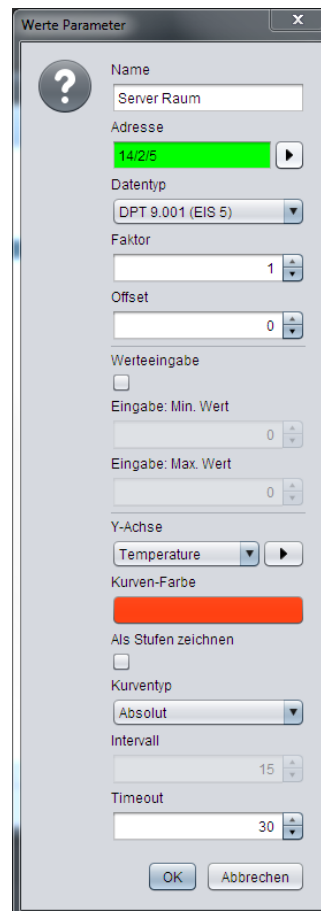 Werte Parameter
x
?
Name
Server Raum
Adresse
14/2/5
Datentyp
DPT 9.001 (EIS 5)
Faktor
1
Offset
0
Werteeingabe
Eingabe: Min. Wert
0
Eingabe: Max. Wert
0
Y-Achse
Temperature
Kurven-Farbe
Als Stufen zeichnen
Kurventyp
Absolut
Intervall
15
Timeout
30
OK Abbrechen